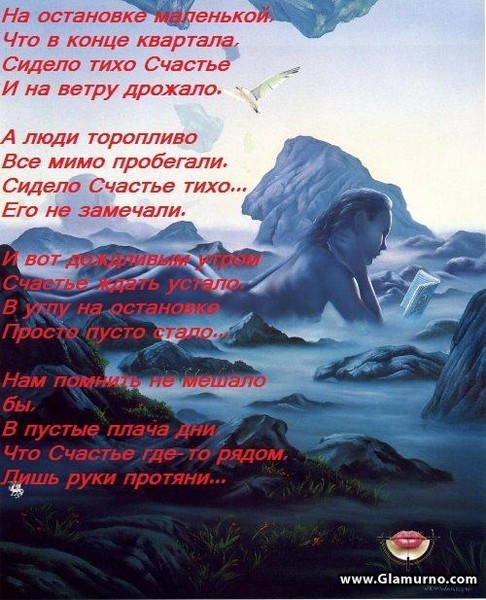 На остановке маленькой,
Что в конце квартала,
Сидело тихо Счастье
И на ветру дрожало.
А люди торопливо
Все мимо пробегали.
Сидело Счастье тихо...
Его не замечали.
И вот дождливым утром
Счастье ждать устало.
В углу на остановке
Просто пусто стало...
Нам помнить не мешало
бы,
В пустые плача дни,
Что Счастье где-то рядом,
Лишь руки протяни...
www.Glamurno.com